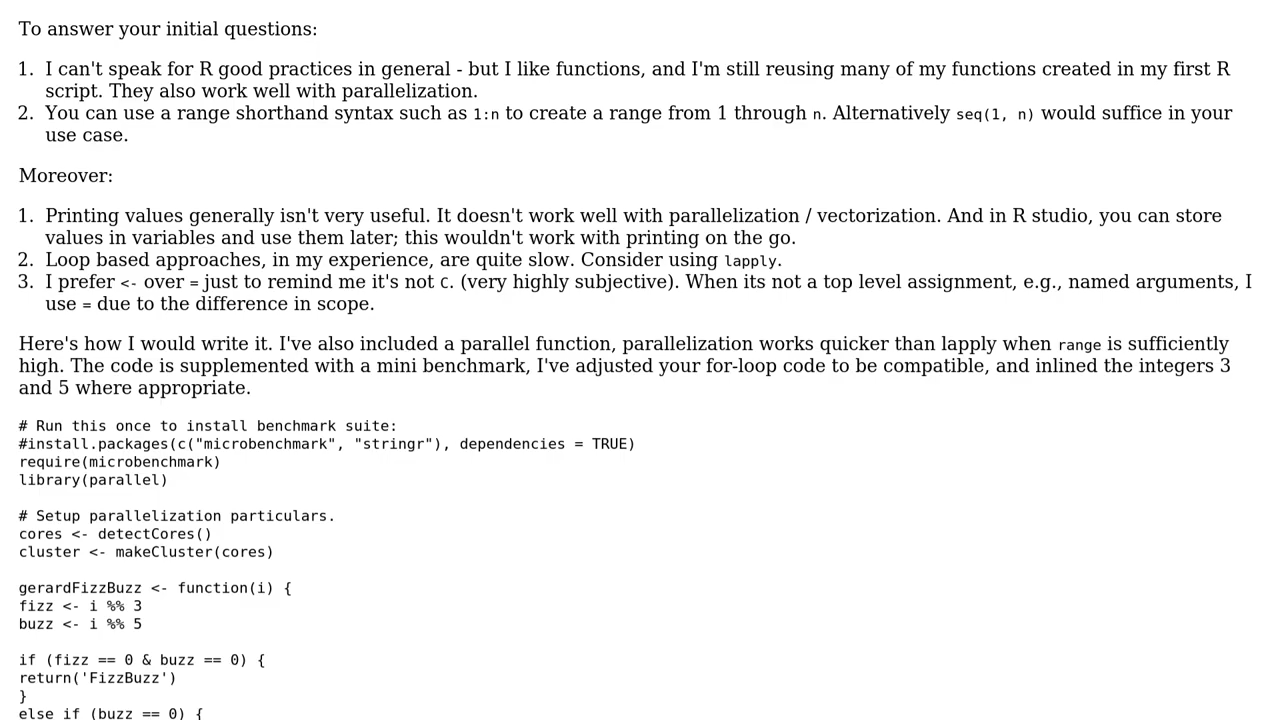 To answer your initial questions:
1. I can't speak for R good practices in general - but I like functions, and I'm still reusing many of my functions created in my first R
script. They also work well with parallelization.
2. You can use a range shorthand syntax such as 1:n to create a range from 1 through n. Alternatively seq(1, n) would suffice in your
use case.
Moreover:
1. Printing values generally isn't very useful. It doesn't work well with parallelization / vectorization. And in R studio, you can store
values in variables and use them later; this wouldn't work with printing on the go.
2. Loop based approaches, in my experience, are quite slow. Consider using lapply.
3. I prefer <- over = just to remind me it's not C. (very highly subjective). When its not a top level assignment, e.g., named arguments, I
use = due to the difference in scope.
Here's how I would write it. I've also included a parallel function, parallelization works quicker than lapply when range is sufficiently
high. The code is supplemented with a mini benchmark, I've adjusted your for-loop code to be compatible, and inlined the integers 3
and 5 where appropriate.
# Run this once to install benchmark suite:
#install.packages(c("microbenchmark", "stringr"), dependencies = TRUE)
require(microbenchmark)
library(parallel)
# Setup parallelization particulars.
cores <- detectCores()
cluster <- makeCluster(cores)
gerardFizzBuzz <- function(i) {
fizz <- i %% 3
buzz <- i %% 5
if (fizz == 0 & buzz == 0) {
return('FizzBuzz')
}
else if (buzz == 0) {